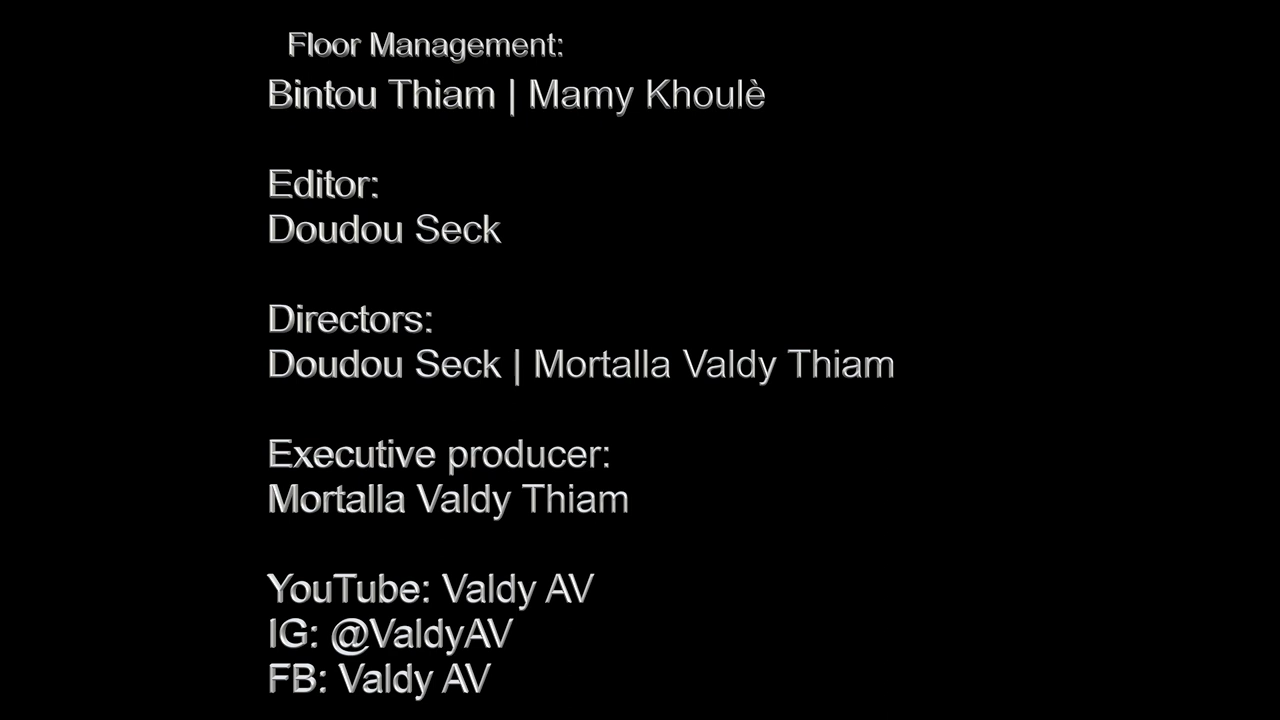 Floor Management:
Bintou Thiam | Mamy Khoulè
Editor:
Doudou Seck
Directors:
Doudou Seck | Mortalla Valdy Thiam
Executive producer:
Mortalla Valdy Thiam
YouTube: Valdy AV
IG: @ValdyAV
FB: Valdy AV